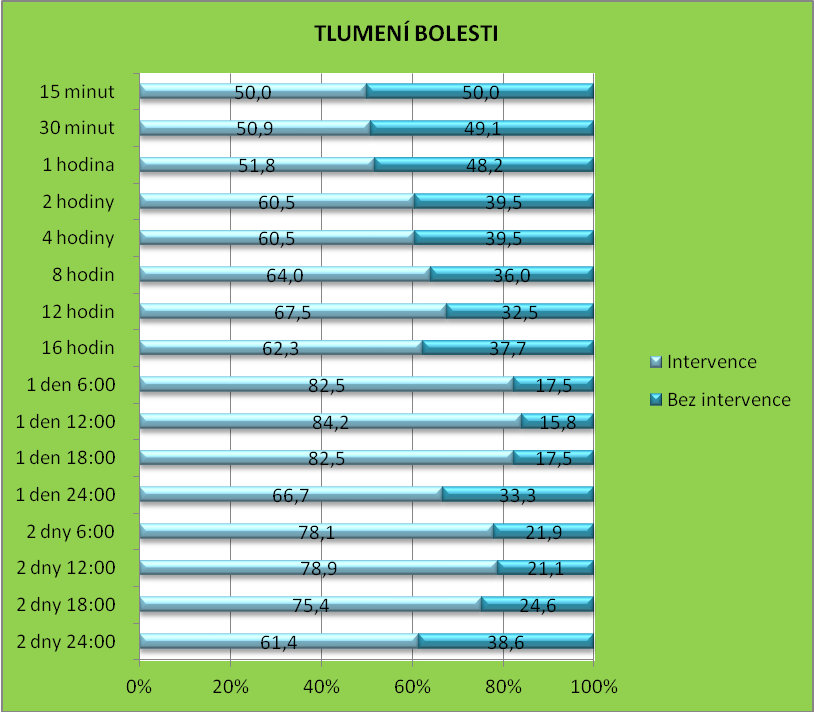 TLUMENÍ BOLESTI
15 minut 50,0 50,0
30 minut 50,9 49,1
1 hodina 51,8 48,2
2 hodiny 60,5 39,5
4 hodiny 60,5 39,5
8 hodin 64,0 36,0
12 hodin 67,5 32,5
16 hodin 62,3 37,7
1 den 6:00 82,5 17,5
1 den 12:00 84,2 15,8
1 den 18:00 82,5 17,5
1 den 24:00 66,7 33,3
2 dny 6:00 78,1 21,9
2 dny 12:00 78,9 21,1
2 dny 18:00 75,4 24,6
2 dny 24:00 61,4 38,6
0% 20% 40% 60% 80% 100%
Intervence
Bez intervence